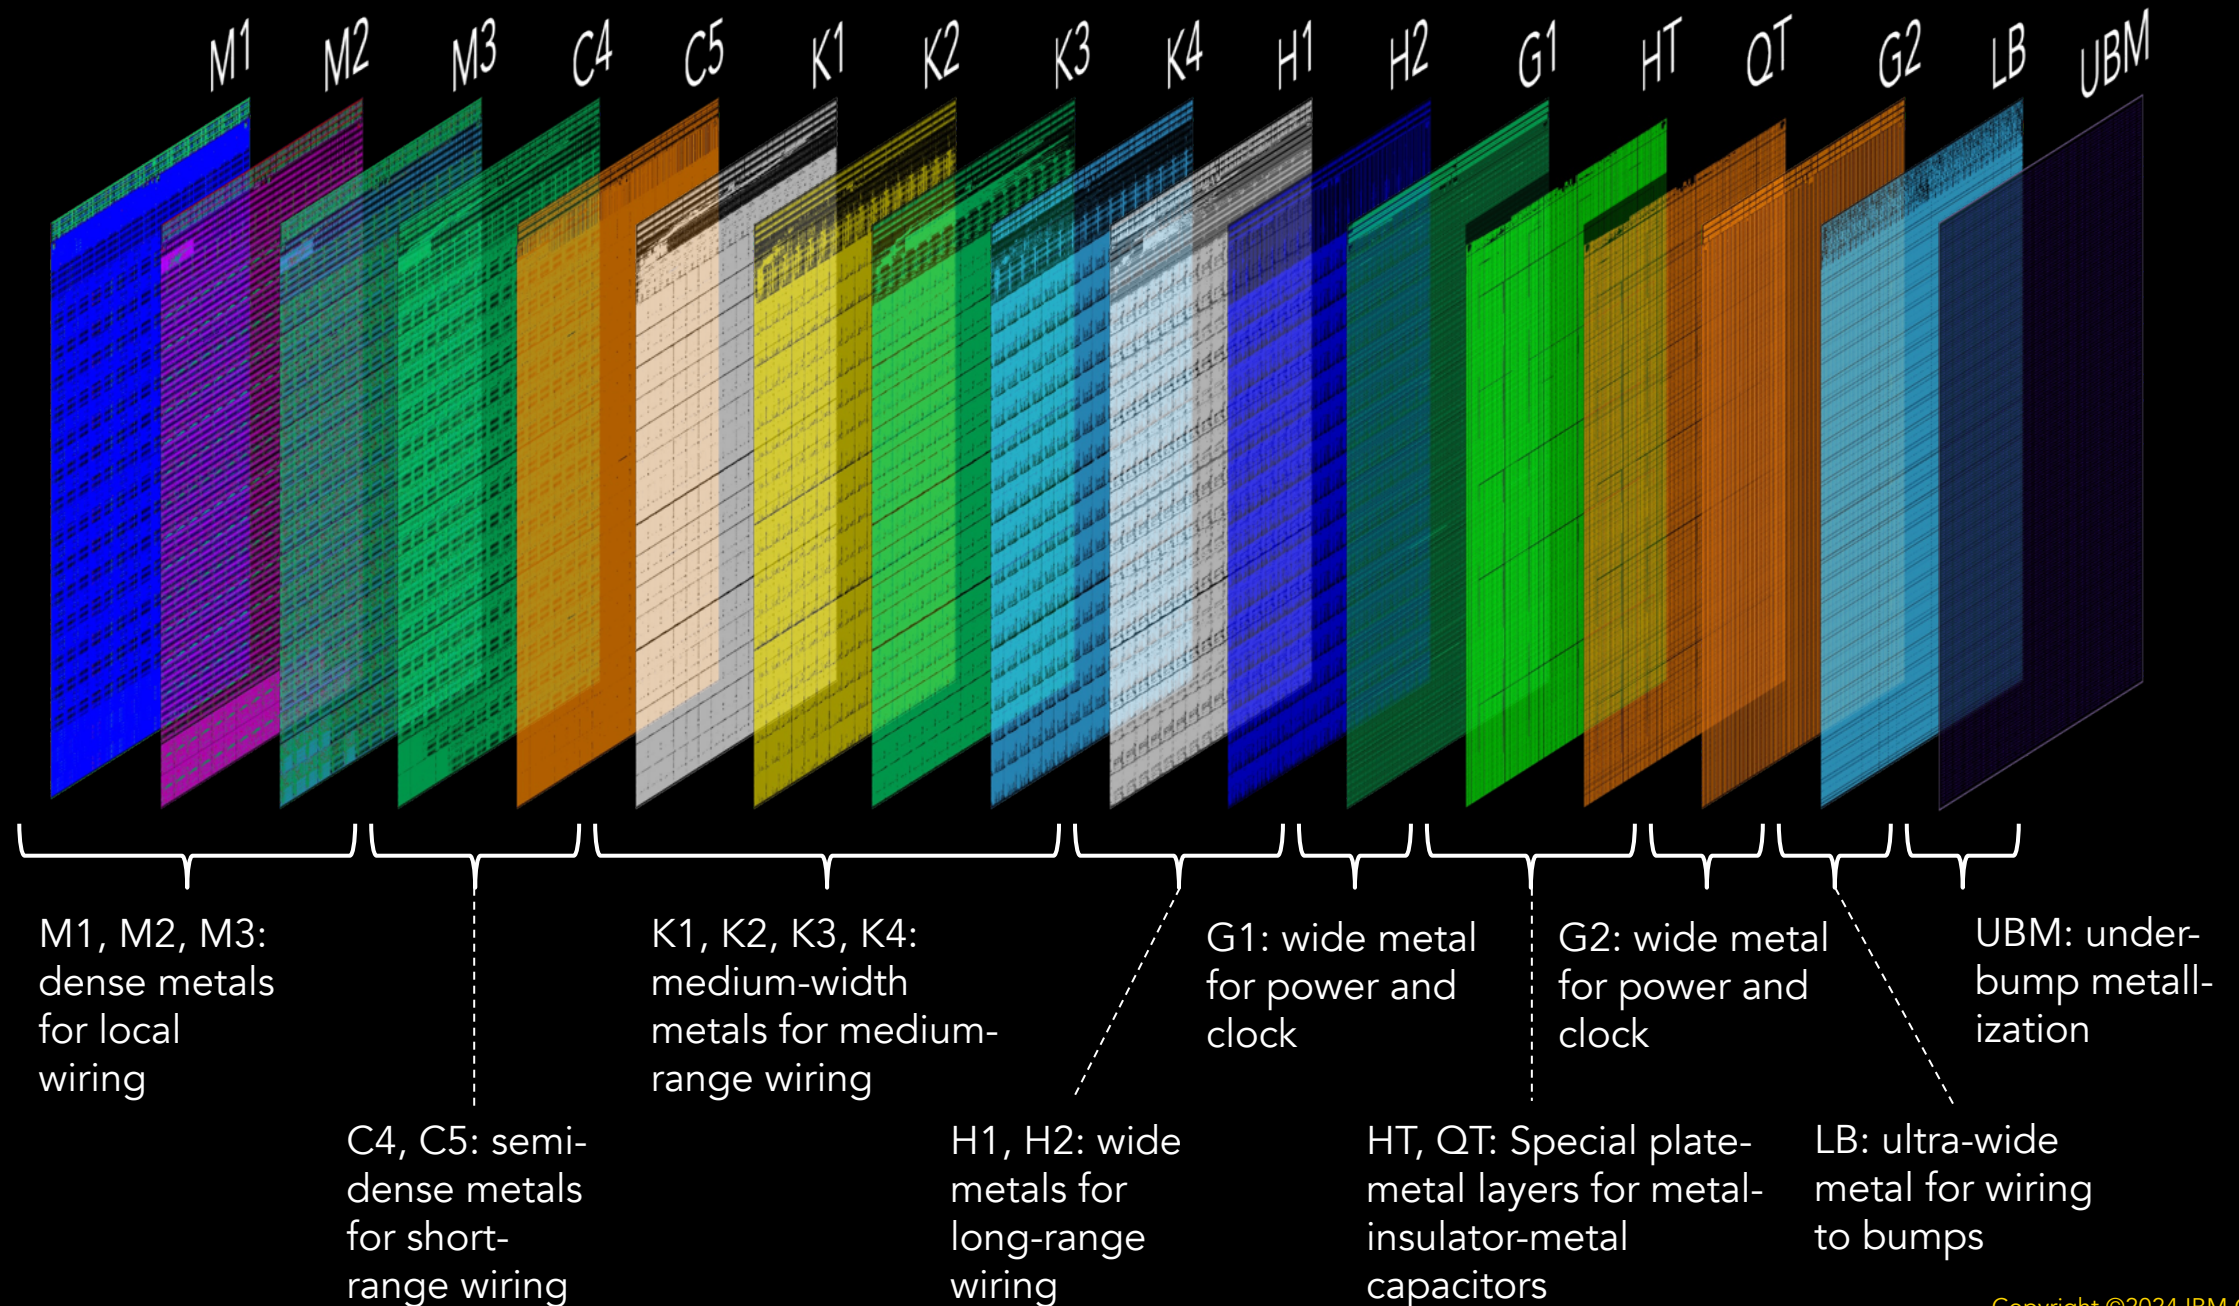 M1 M2 M3 C4 C5 K1 K2 K3 K4 H1 H2 G1 HT QT G2 LB UBM
M1, M2, M3:
dense metals
for local
wiring
C4, C5: semi-
dense metals
for short-
range wiring
K1, K2, K3, K4:
medium-width
metals for medium-
range wiring
H1, H2: wide
metals for
long-range
wiring
G1: wide metal
for power and
clock
HT, QT: Special plate-
metal layers for metal-
insulator-metal
capacitors
G2: wide metal
for power and
clock
LB: ultra-wide
metal for wiring
to bumps
UBM: under-
bump metall-
ization
Copyright ©2024 IBM